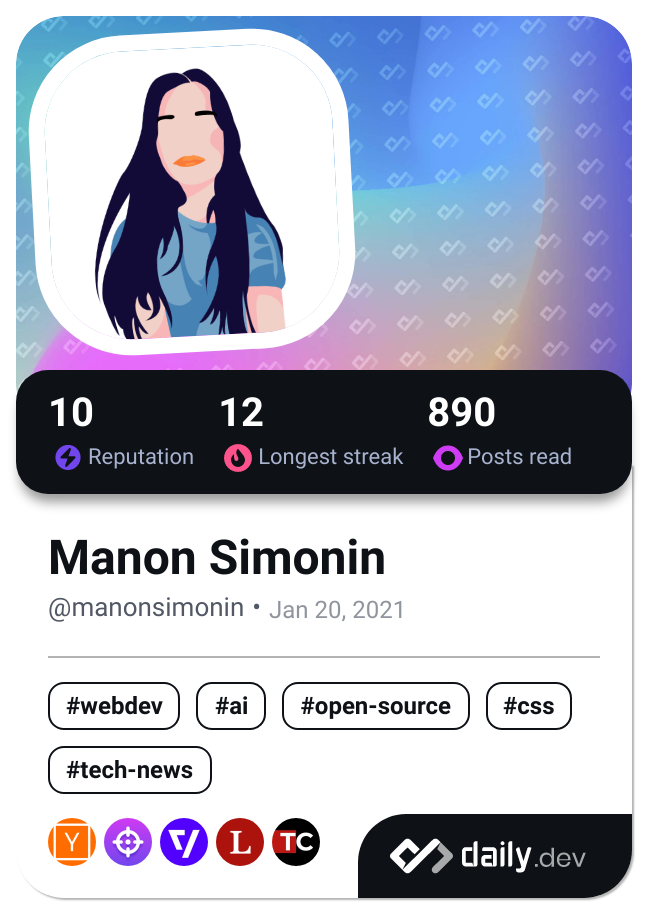 10 12 890
Reputation Longest streak Posts read
Manon Simonin
@manonsimonin • Jan 20, 2021
#webdev #ai #open-source #css
#tech-news
Y L TC
daily.dev